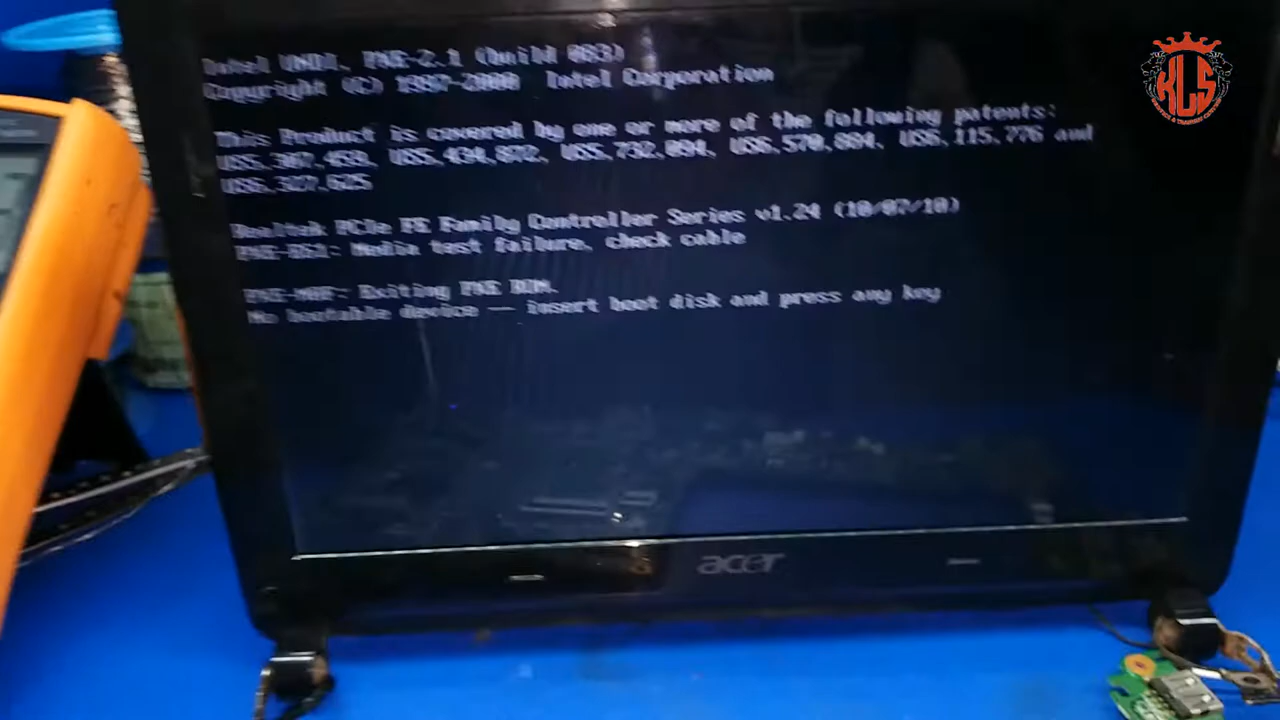 Intel UNDI, PXE-2.1 (build 083)
Copyright (C) 1997-2000 Intel Corporation
This Product is covered by one or more of the following patents:
US5,307,459, US5,434,872, US5,732,094, US6,570,884, US6,115,776 and
US6,327,625
Realtek PCIe FE Family Controller Series v1.24 (10/07/10)
PXE-E61: Media test failure, check cable
PXE-M0F: Exiting PXE ROM.
No bootable device -- insert boot disk and press any key
acer
KLS